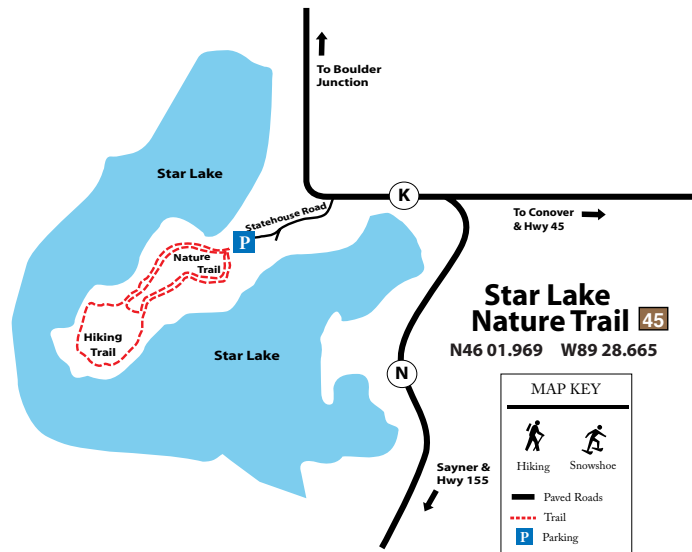 To Boulder
Junction
Star Lake
K
Statehouse Road
To Conover
& Hwy 45
P
Nature
Trail
Star Lake
Nature Trail 45
N46 01.969 W89 28.665
Hiking
Trail
Star Lake
N
MAP KEY
Hiking Snowshoe
Sayner &
Hwy 155
Paved Roads
Trail
P Parking